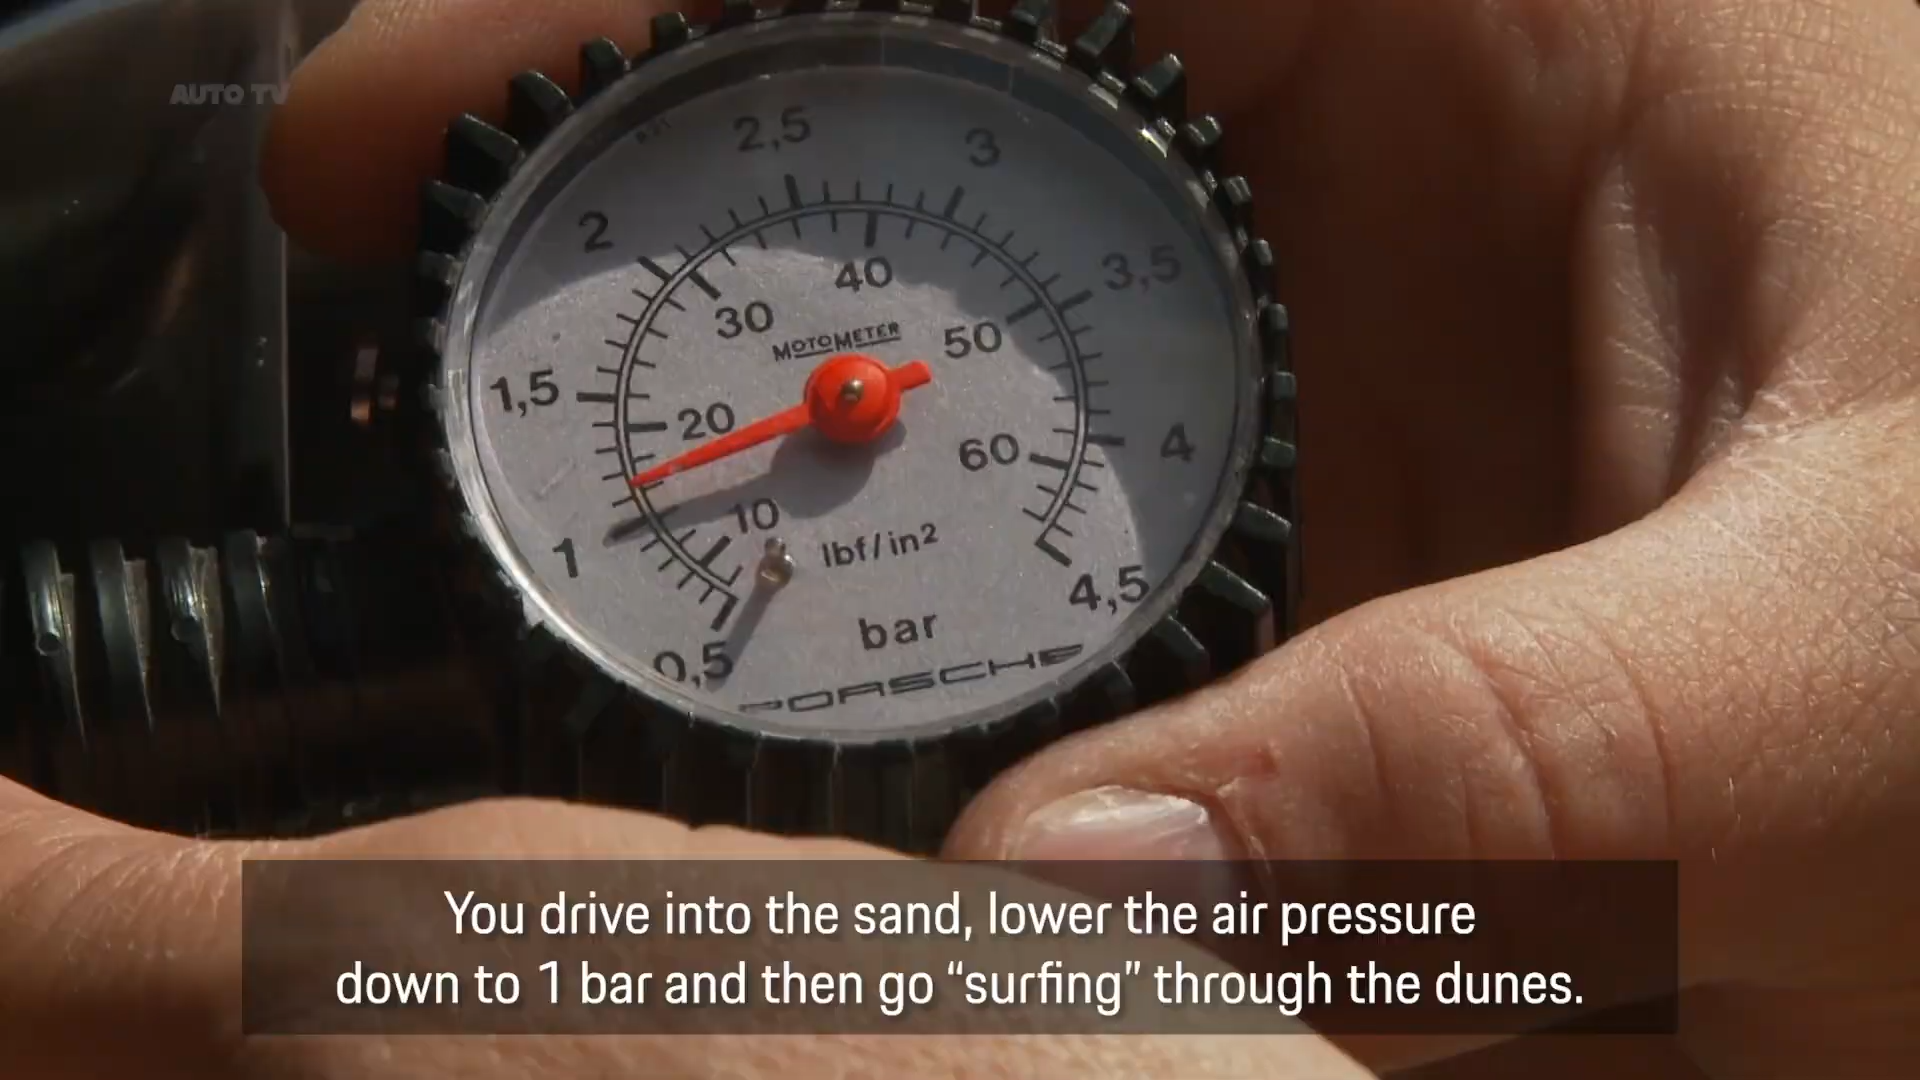 AUTO TV
2,5
3
2
3,5
40
30
MOTOMETER
50
1,5
20
4
60
10
lbf/in2
1
4,5
bar
0,5
PORSCHE
You drive into the sand, lower the air pressure
down to 1 bar and then go “surfing” through the dunes.